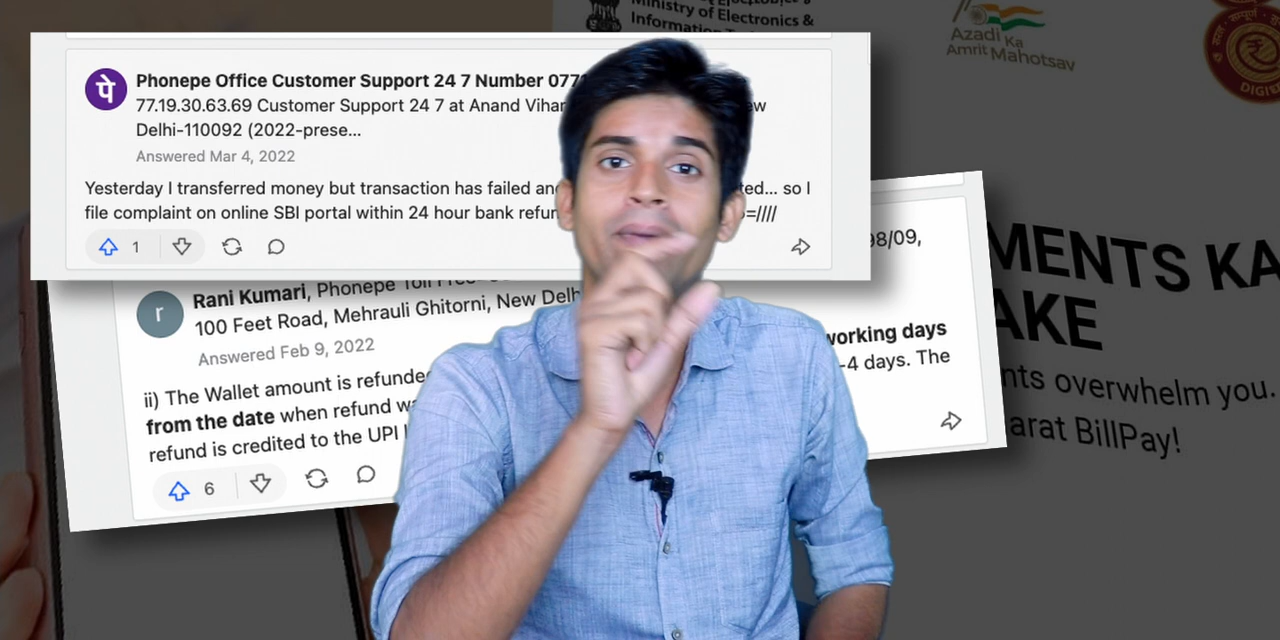 Ministry of Electronics &
Azadi Ka
Amrit Mahotsav
Phonepe Office Customer Support 24 7 Number 077
77.19.30.63.69 Customer Support 24 7 at Anand Vihar
Delhi-110092 (2022-prese...
Answered Mar 4, 2022
Yesterday I transferred money but transaction has failed and so I
file complaint on online SBI portal within 24 hour bank =////
1
98/09,
r
Rani Kumari, Phonepe Toll
100 Feet Road, Mehrauli Ghitorni, New Delh
Answered Feb 9, 2022
working days
ii) The Wallet amount is -4 days. The
from the date when refund
refund is credited to the UPI
6
MENTS KA
AKE
overwhelm you.
BillPay!